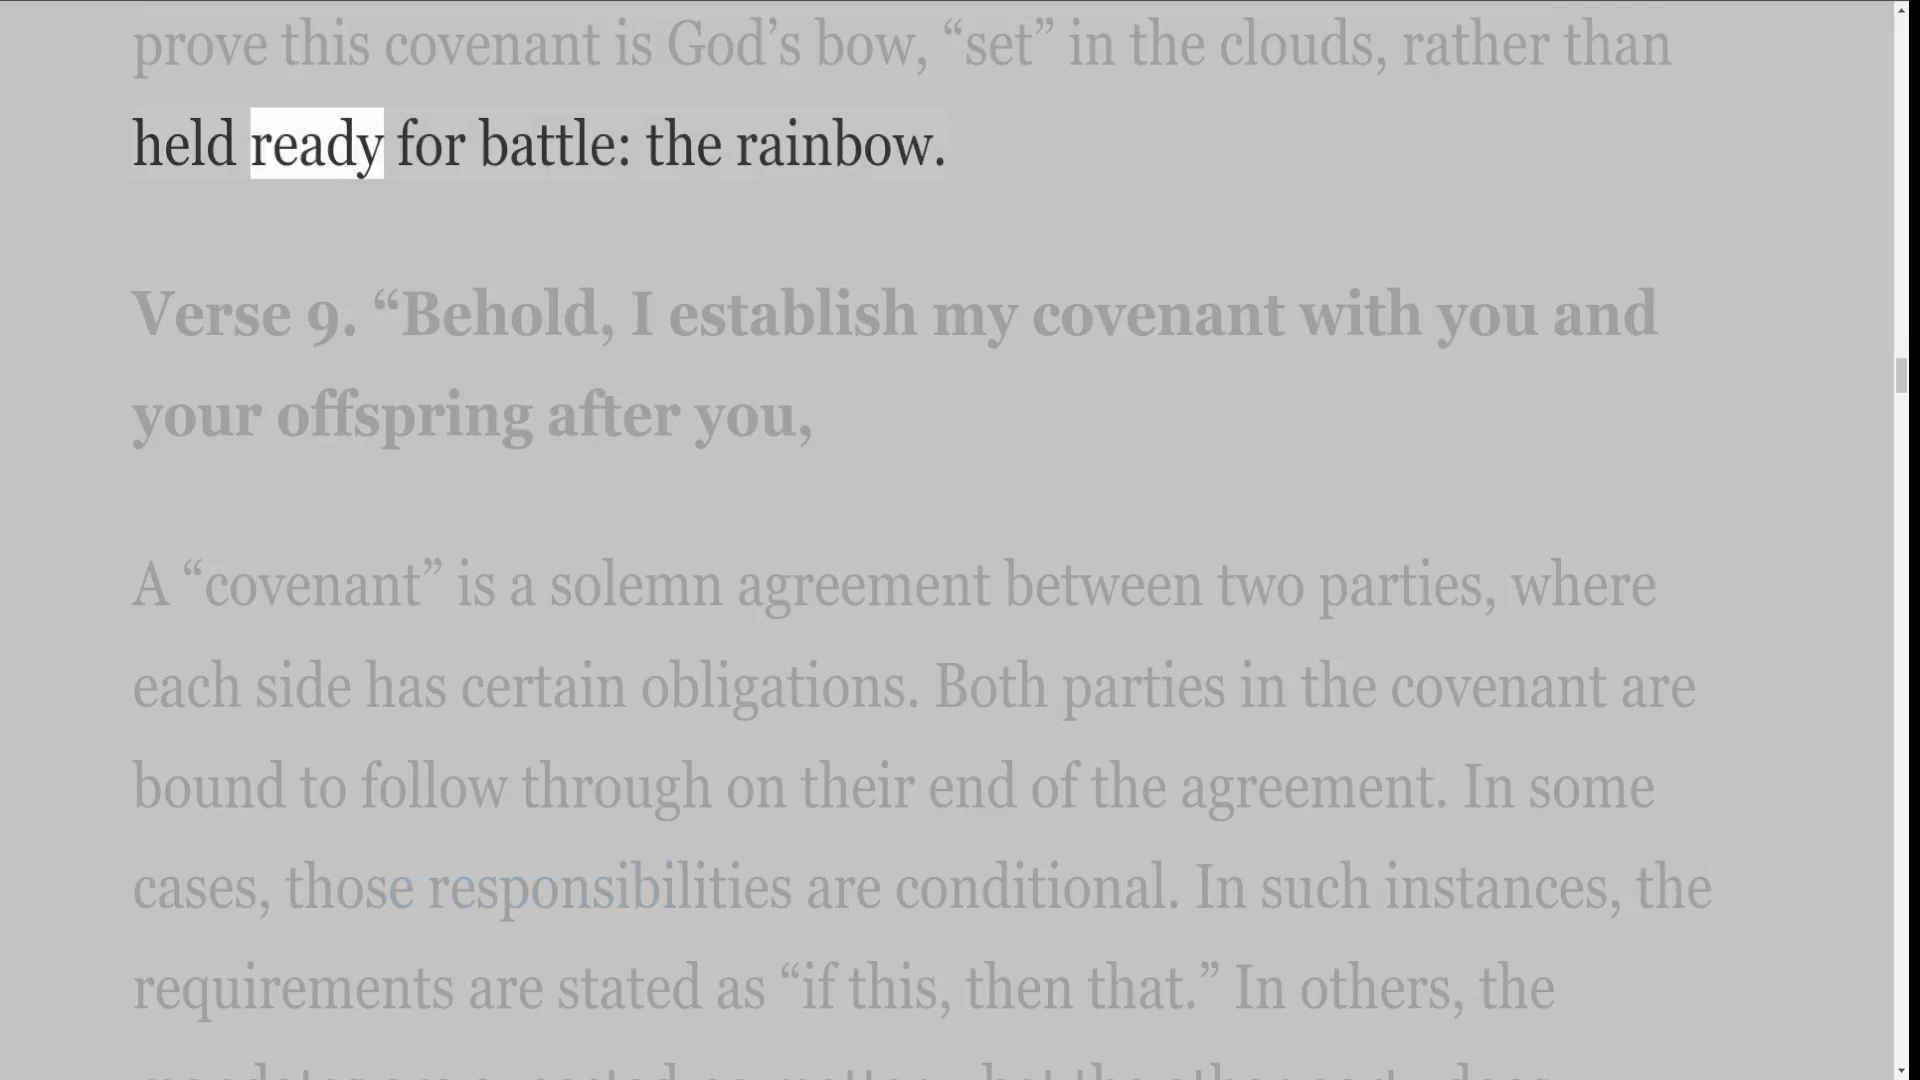 prove this covenant is God’s bow, “set” in the clouds, rather than
held ready for battle: the rainbow.
Verse 9. “Behold, I establish my covenant with you and
your offspring after you,
A “covenant” is a solemn agreement between two parties, where
each side has certain obligations. Both parties in the covenant are
bound to follow through on their end of the agreement. In some
cases, those responsibilities are conditional. In such instances, the
requirements are stated as “if this, then that.” In others, the